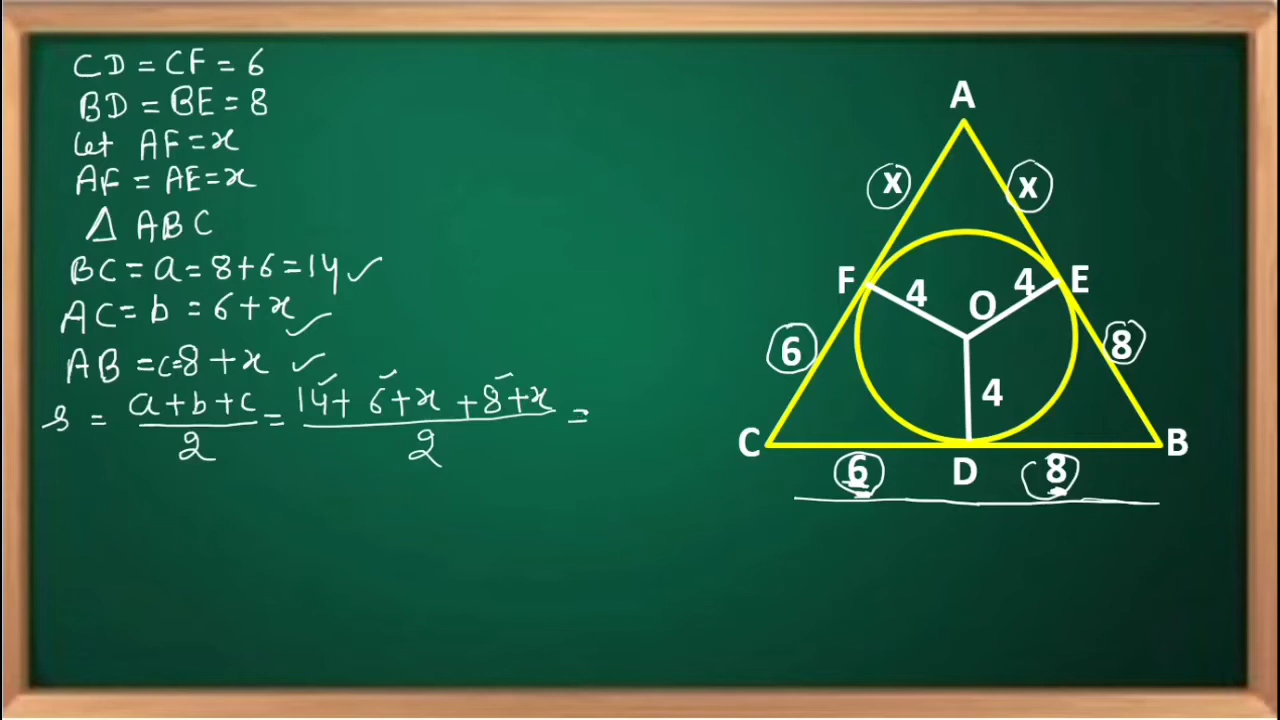 CD = CF = 6
BD = BE = 8
Let AF = x
AF = AE = x
Δ ABC
BC = a = 8+6 = 14 ✓
AC = b = 6+x ✓
AB = c = 8+x ✓
s = a+b+c/2 = 14+6+x+8+x/2 =
A
x x
F E
4 4
O
6 8
4
C B
6 D 8